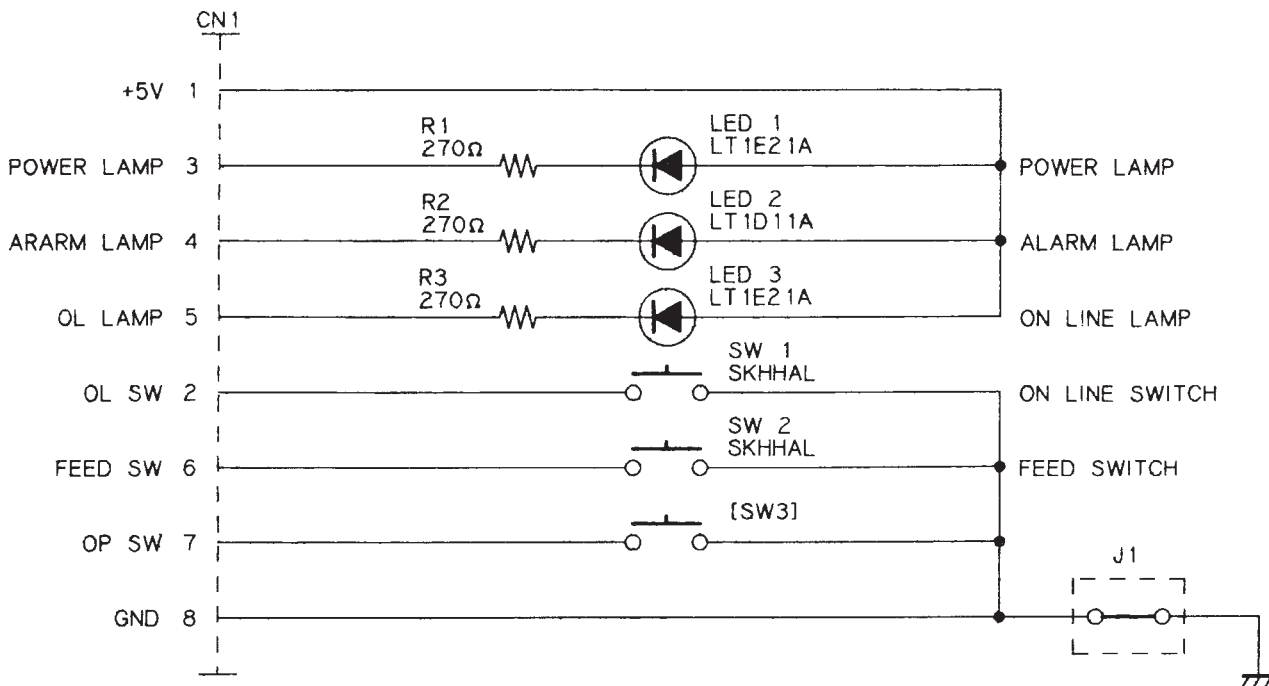 CN1
+5V 1
R1
270Ω
LED 1
LT1E21A
POWER LAMP 3
POWER LAMP
R2
270Ω
LED 2
LT1D11A
ARARM LAMP 4
ALARM LAMP
R3
270Ω
LED 3
LT1E21A
OL LAMP 5
ON LINE LAMP
SW 1
SKHHAL
OL SW 2
ON LINE SWITCH
SW 2
SKHHAL
FEED SW 6
FEED SWITCH
[SW3]
OP SW 7
J1
GND 8